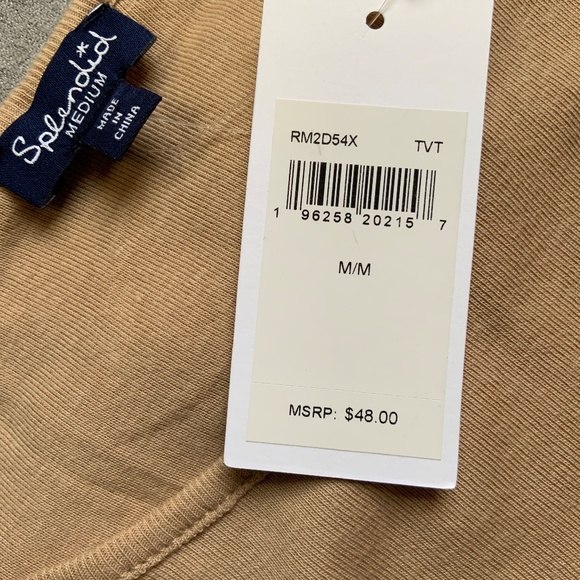 Splendid
MEDIUM
MADE IN
CHINA
RM2D54X TVT
1 96258 20215 7
M/M
MSRP: $48.00